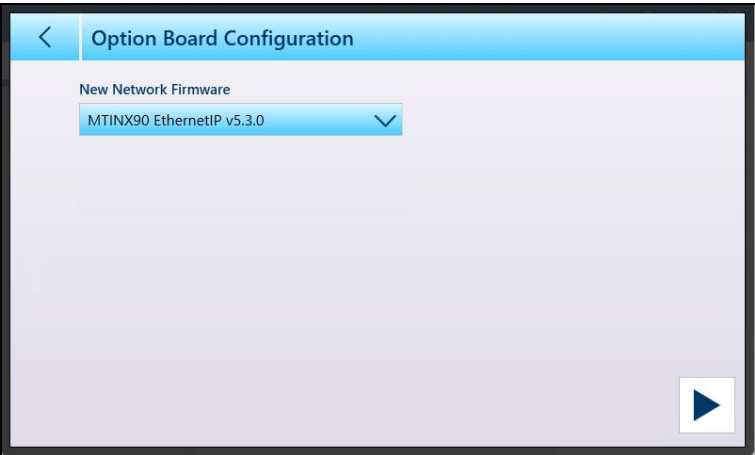 Option Board Configuration
New Network Firmware
MTINX90 EthernetIP v5.3.0